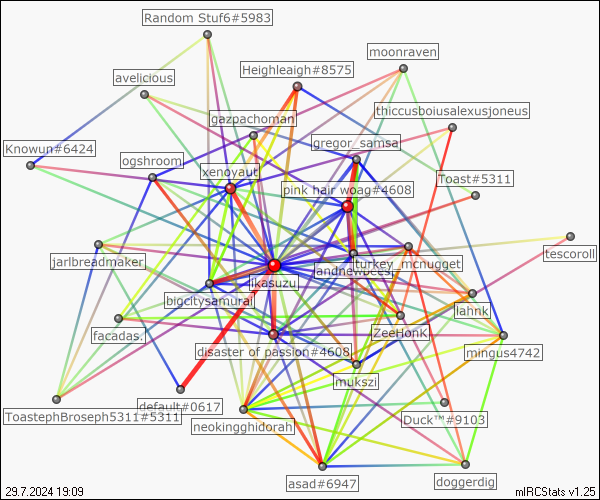 Random Stuf6#5983
moonraven
Heighleaigh#8575
avelicious
thiccusboiusalexusjoneus
gazpachoman
gregor_samsa
Knowun#6424
ogshroom
xenoyaut
Toast#5311
pink hair woag#4608
tescoroll
jarlbreadmaker
turkey_mcnugget
andnewbees
ikasuzu
bigcitysamurai
lahnk
facadas.
ZeeHonK
mingus4742
disaster of passion#4608
mukszi
default#0617
ToastephBroseph5311#5311
Duck™#9103
neokingghidorah
asad#6947
doggerdig
29.7.2024 19:09
mIRCStats v1.25